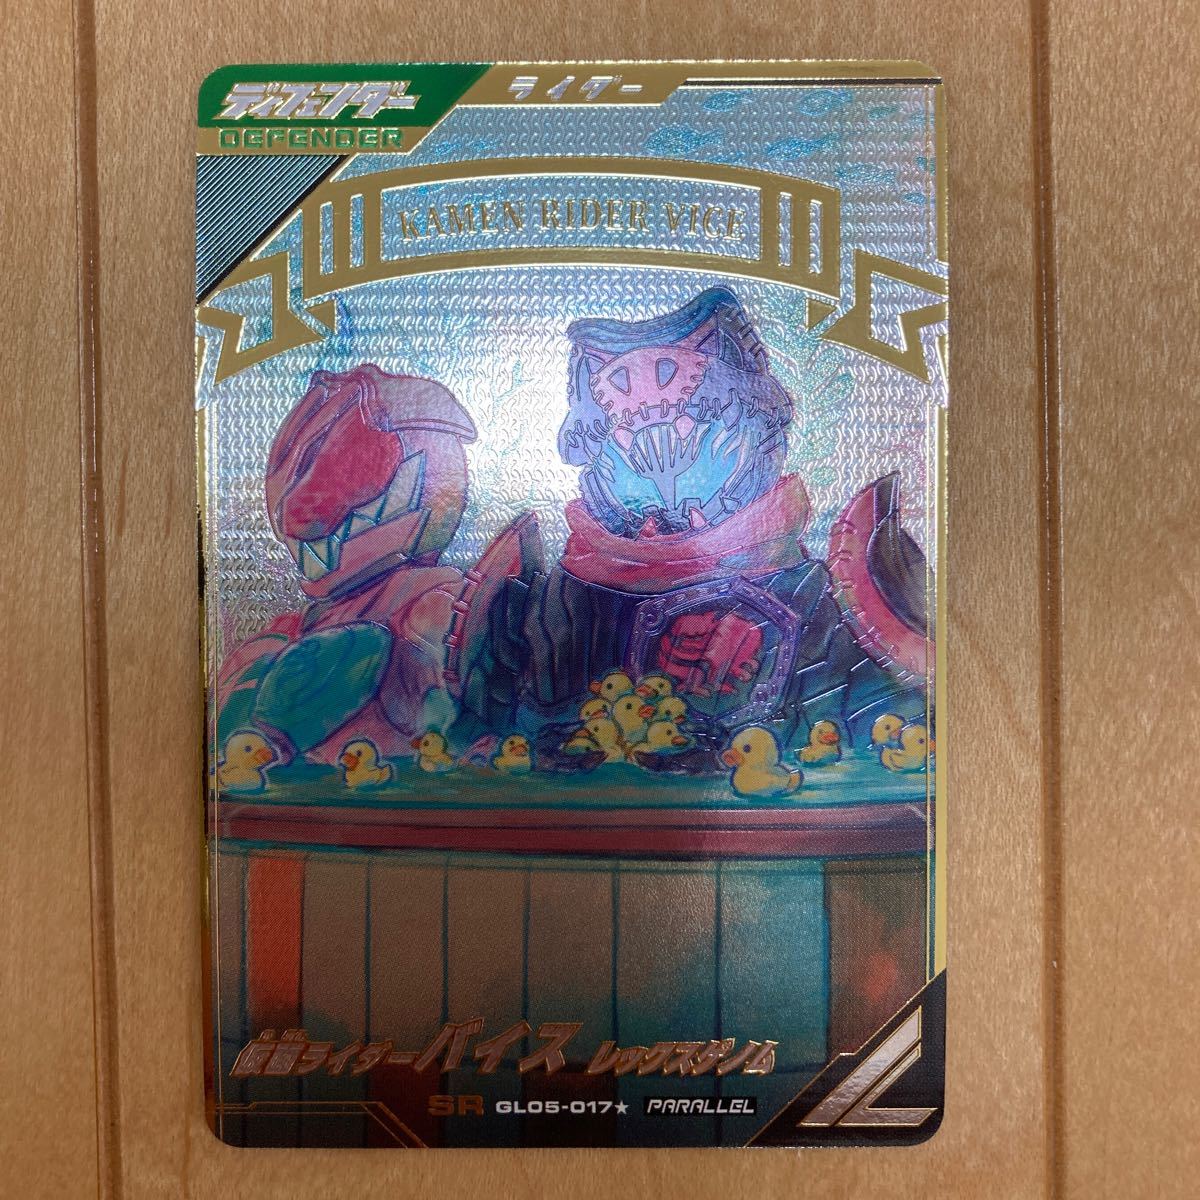 ディフェンダー
DEFENDER
ライダー
KAMEN RIDER VICE
仮面ライダーバイス レックスゲノム
SR GL05-017★ PARALLEL